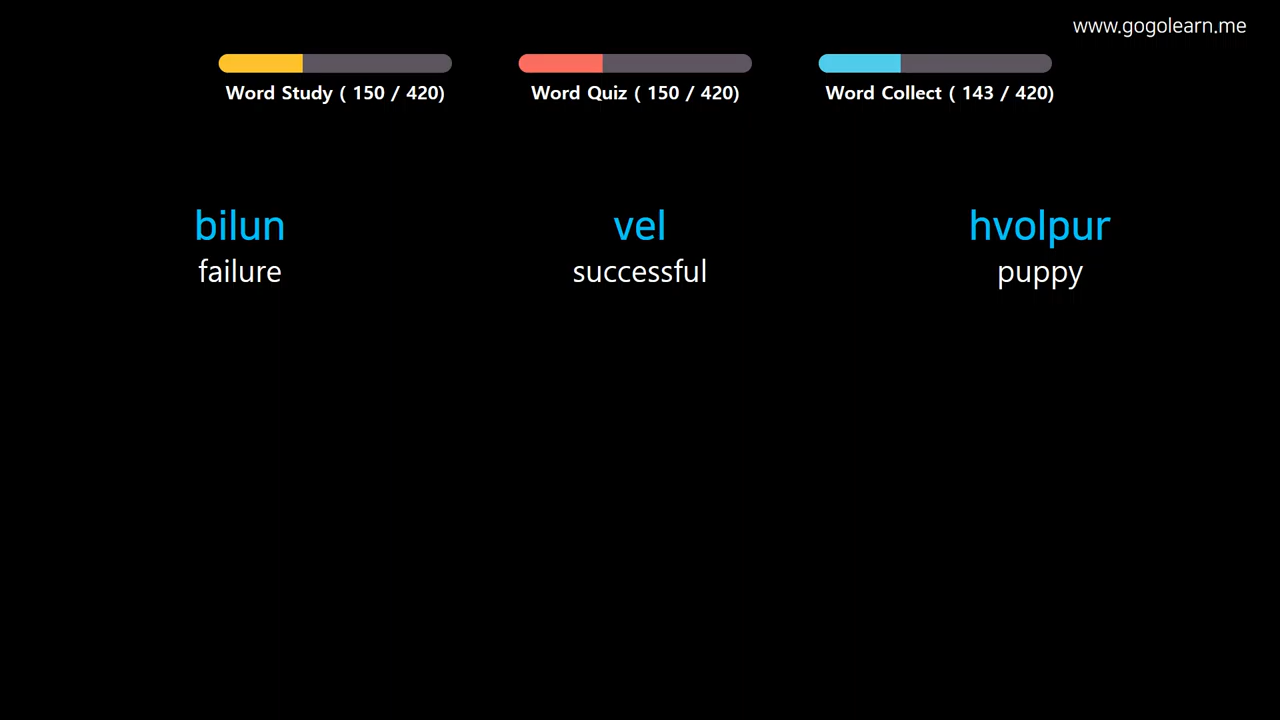 www.gogolearn.me
Word Study ( 150 / 420)
Word Quiz ( 150 / 420)
Word Collect ( 143 / 420)
bilun
failure
vel
successful
hvolpur
puppy